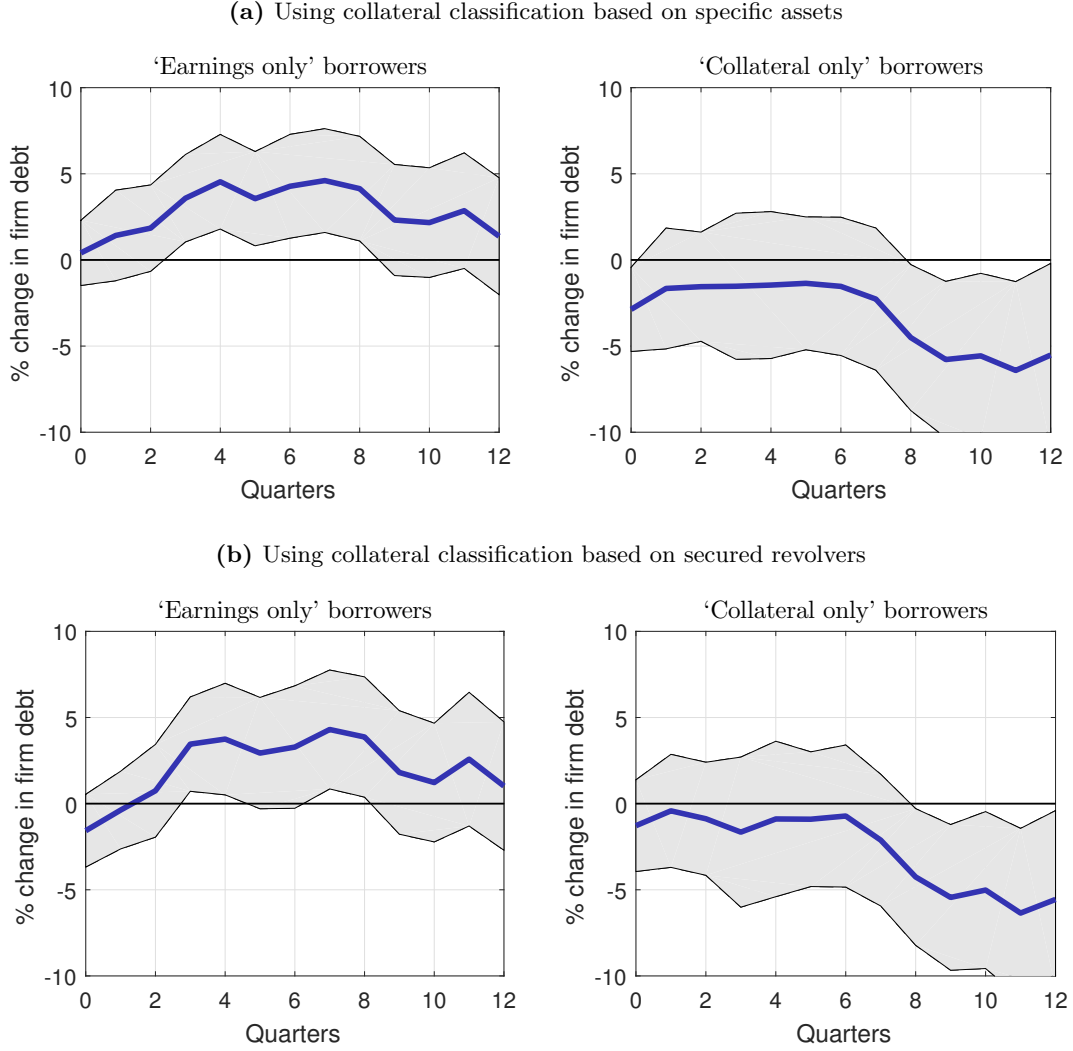 (a) Using collateral classification based on specific assets
‘Earnings only’ borrowers
‘Collateral only’ borrowers
% change in firm debt
10
5
0
-5
-10
0 2 4 6 8 10 12
Quarters
% change in firm debt
10
5
0
-5
-10
0 2 4 6 8 10 12
Quarters
(b) Using collateral classification based on secured revolvers
‘Earnings only’ borrowers
‘Collateral only’ borrowers
% change in firm debt
10
5
0
-5
-10
0 2 4 6 8 10 12
Quarters
% change in firm debt
10
5
0
-5
-10
0 2 4 6 8 10 12
Quarters